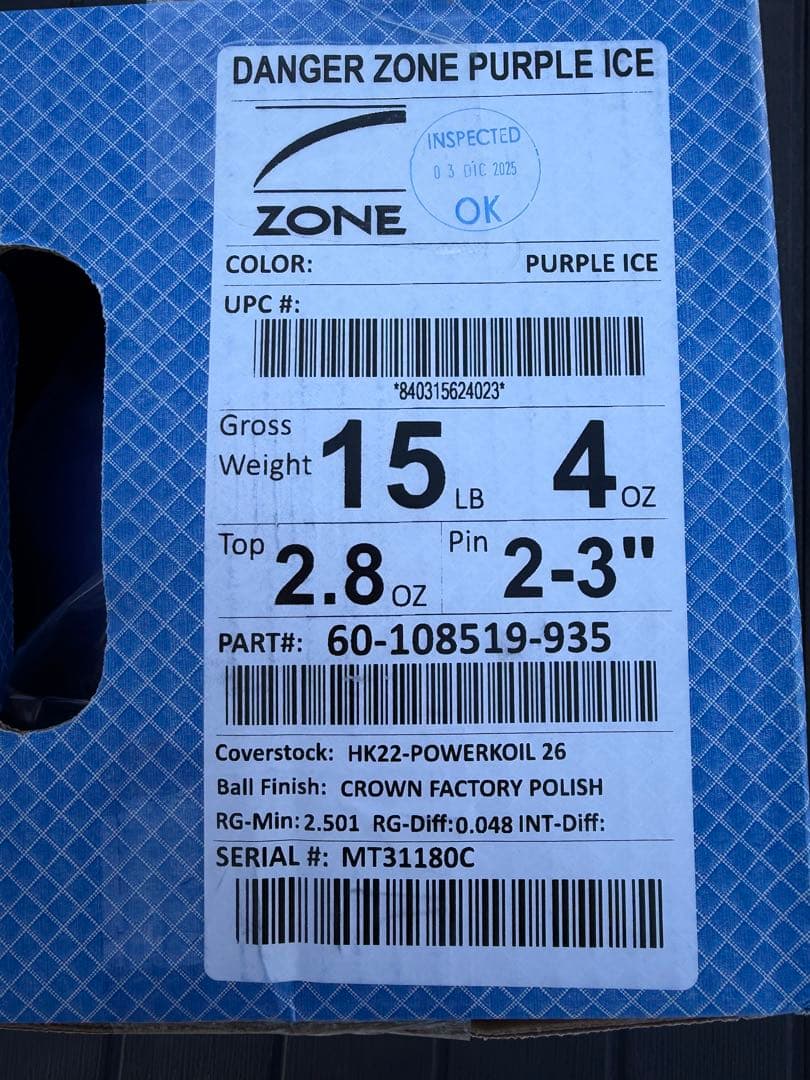 DANGER ZONE PURPLE ICE
ZONE
INSPECTED
03 DIC 2025
OK
COLOR: PURPLE ICE
UPC #:
*840315624023*
Gross Weight 15 LB 4 OZ
Top 2.8 OZ Pin 2-3"
PART#: 60-108519-935
Coverstock: HK22-POWERKOIL 26
Ball Finish: CROWN FACTORY POLISH
RG-Min: 2.501 RG-Diff: 0.048 INT-Diff:
SERIAL #: MT31180C